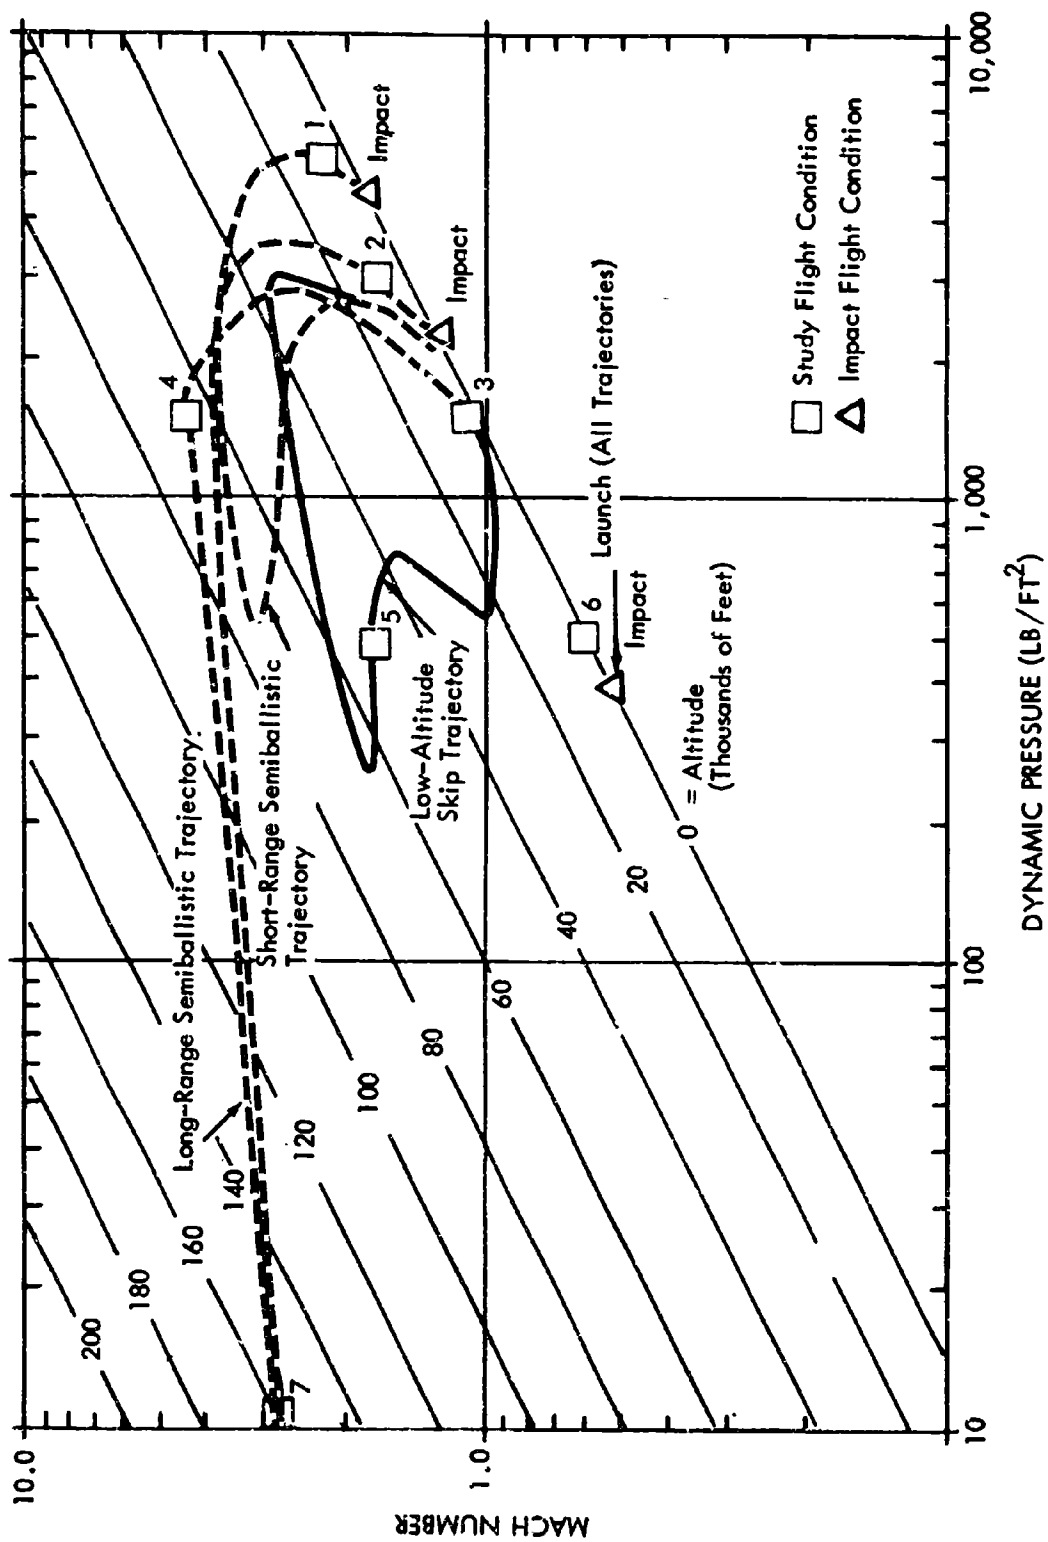 10.0
1.0
MACH NUMBER
10
100
1,000
10,000
DYNAMIC PRESSURE (LB/FT²)
200
180
160
140
120
100
80
60
40
20
0 = Altitude
(Thousands of Feet)
Long-Range Semiballistic Trajectory
Short-Range Semiballistic
Trajectory
Low-Altitude
Skip Trajectory
Launch (All Trajectories)
Impact
Impact
Impact
1
2
3
4
5
6
7
Study Flight Condition
Impact Flight Condition